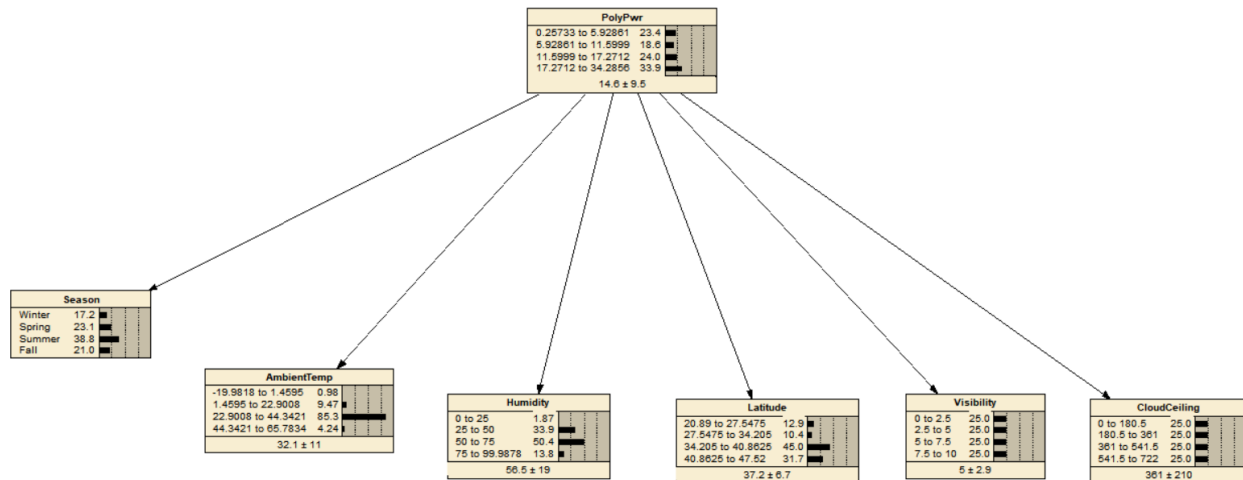 PolyPwr
0.25733 to 5.92861 23.4
5.92861 to 11.5999 18.6
11.5999 to 17.2712 24.0
17.2712 to 34.2856 33.9
14.6 ± 9.5
Season
Winter 17.2
Spring 23.1
Summer 38.8
Fall 21.0
AmbientTemp
-19.9818 to 1.4595 0.98
1.4595 to 22.9008 9.47
22.9008 to 44.3421 85.3
44.3421 to 65.7834 4.24
32.1 ± 11
Humidity
0 to 25 1.87
25 to 50 33.9
50 to 75 50.4
75 to 99.9878 13.8
56.5 ± 19
Latitude
20.89 to 27.5475 12.9
27.5475 to 34.205 10.4
34.205 to 40.8625 45.0
40.8625 to 47.52 31.7
37.2 ± 6.7
Visibility
0 to 2.5 25.0
2.5 to 5 25.0
5 to 7.5 25.0
7.5 to 10 25.0
5 ± 2.9
CloudCeiling
0 to 180.5 25.0
180.5 to 361 25.0
361 to 541.5 25.0
541.5 to 722 25.0
361 ± 210